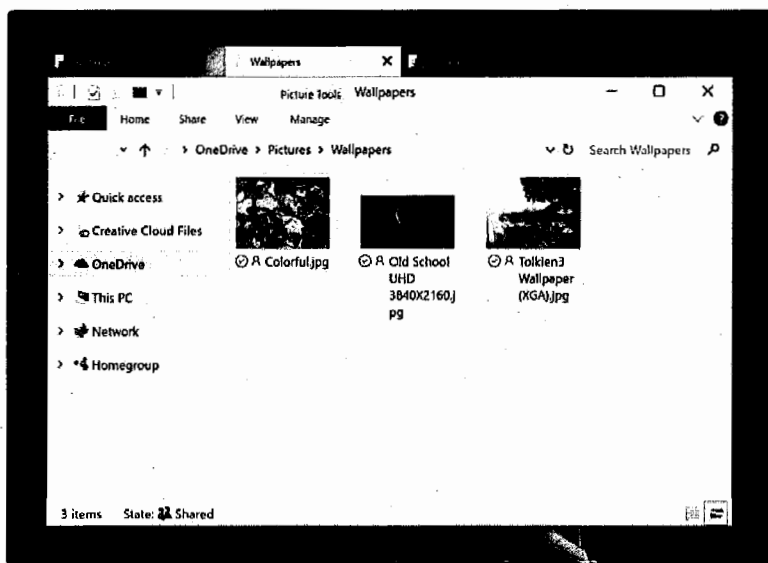 Wallpapers
Picture Tools Wallpapers
File Home Share View Manage
OneDrive > Pictures > Wallpapers Search Wallpapers
Quick access
Creative Cloud Files
OneDrive
This PC
Network
Homegroup
Colorful.jpg
Old School
UHD
3840X2160.j
pg
Tolkien3
Wallpaper
(XGA).jpg
3 items State: Shared